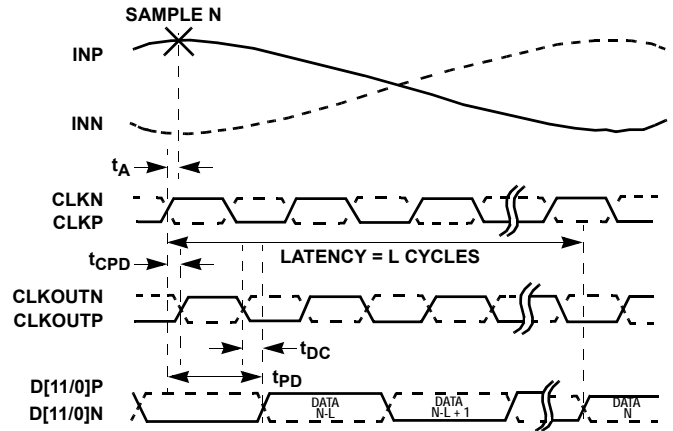 SAMPLE N
INP
INN
tA
CLKN
CLKP
LATENCY = L CYCLES
tCPD
CLKOUTN
CLKOUTP
tDC
tPD
D[11/0]P
D[11/0]N
DATA
N-L
DATA
N-L + 1
DATA
N